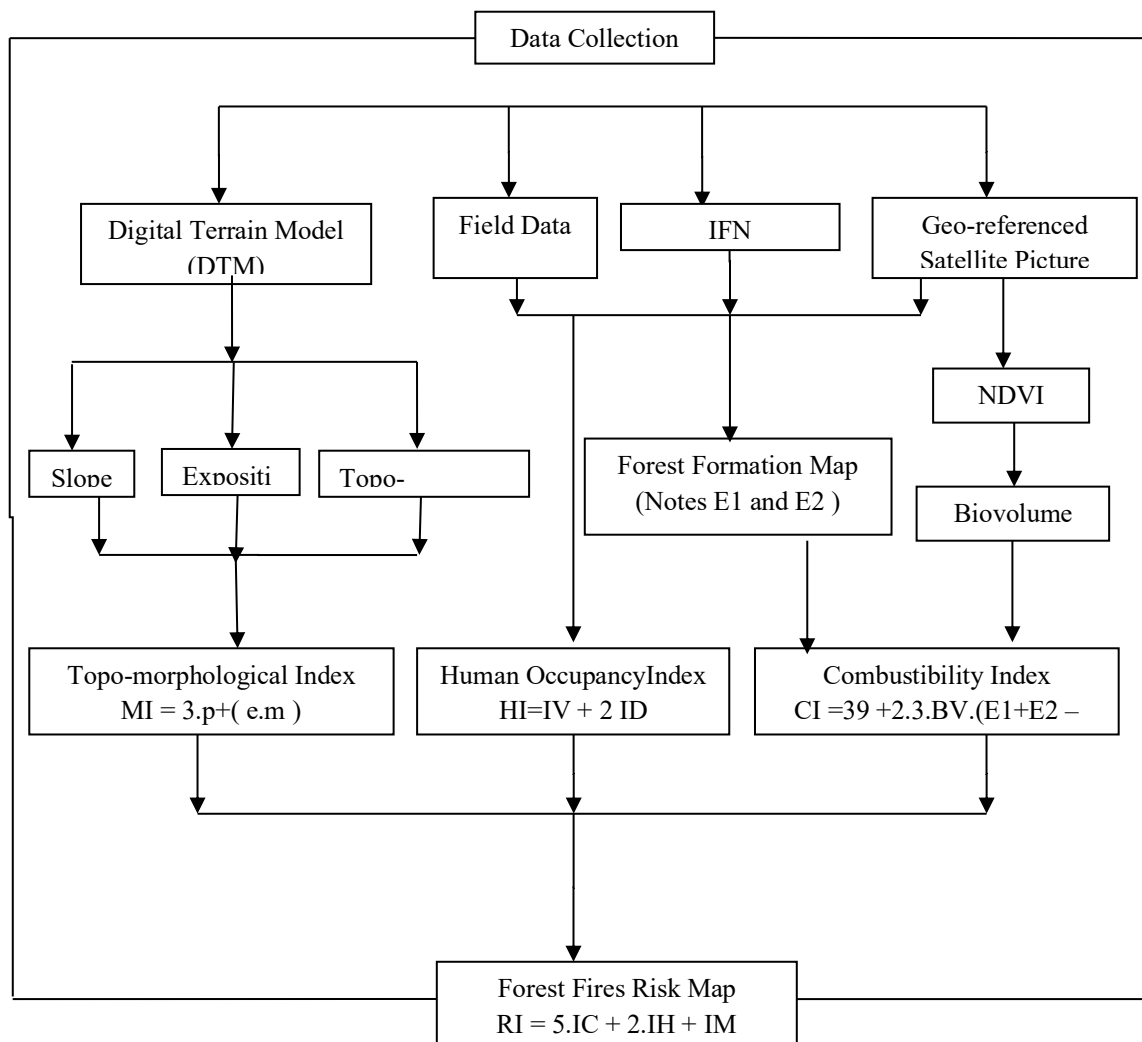 Data Collection
Digital Terrain Model
(DTM)
Field Data
IFN
Geo-referenced
Satellite Picture
NDVI
Slope
Expositi
Topo-
Forest Formation Map
(Notes E1 and E2 )
Biovolume
Topo-morphological Index
MI = 3.p+( e.m )
Human OccupancyIndex
HI=IV + 2 ID
Combustibility Index
CI =39 +2.3.BV.(E1+E2 –
Forest Fires Risk Map
RI = 5.IC + 2.IH + IM